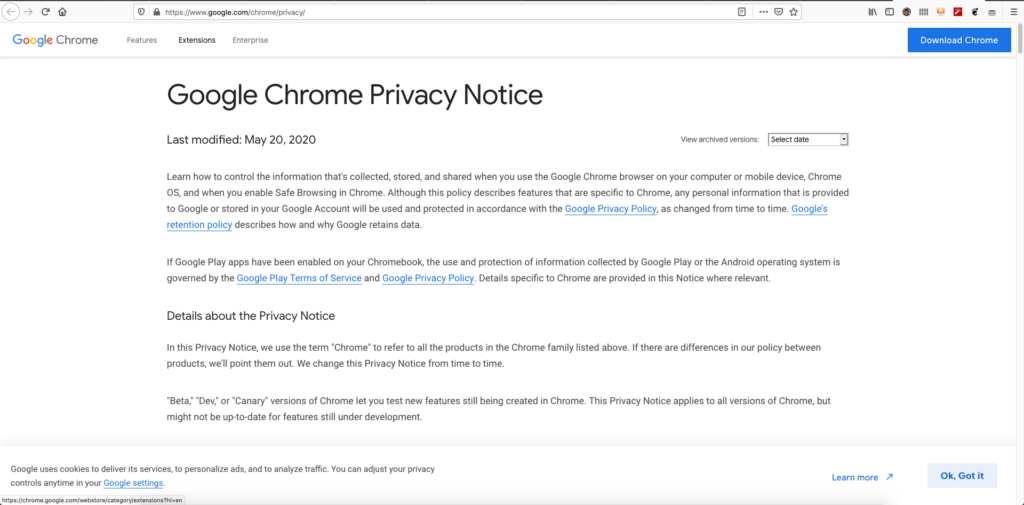 https://www.google.com/chrome/privacy/
Google Chrome
Features
Extensions
Enterprise
Download Chrome
Google Chrome Privacy Notice
Last modified: May 20, 2020
View archived versions:
Select date
Learn how to control the information that's collected, stored, and shared when you use the Google Chrome browser on your computer or mobile device, Chrome
OS, and when you enable Safe Browsing in Chrome. Although this policy describes features that are specific to Chrome, any personal information that is provided
to Google or stored in your Google Account will be used and protected in accordance with the Google Privacy Policy, as changed from time to time. Google's
retention policy describes how and why Google retains data.
If Google Play apps have been enabled on your Chromebook, the use and protection of information collected by Google Play or the Android operating system is
governed by the Google Play Terms of Service and Google Privacy Policy. Details specific to Chrome are provided in this Notice where relevant.
Details about the Privacy Notice
In this Privacy Notice, we use the term "Chrome" to refer to all the products in the Chrome family listed above. If there are differences in our policy between
products, we'll point them out. We change this Privacy Notice from time to time.
"Beta," "Dev," or "Canary" versions of Chrome let you test new features still being created in Chrome. This Privacy Notice applies to all versions of Chrome, but
might not be up-to-date for features still under development.
Google uses cookies to deliver its services, to personalize ads, and to analyze traffic. You can adjust your privacy
controls anytime in your Google settings.
Learn more
Ok, Got it
https://chrome.google.com/webstore/category/extensions?hl=en